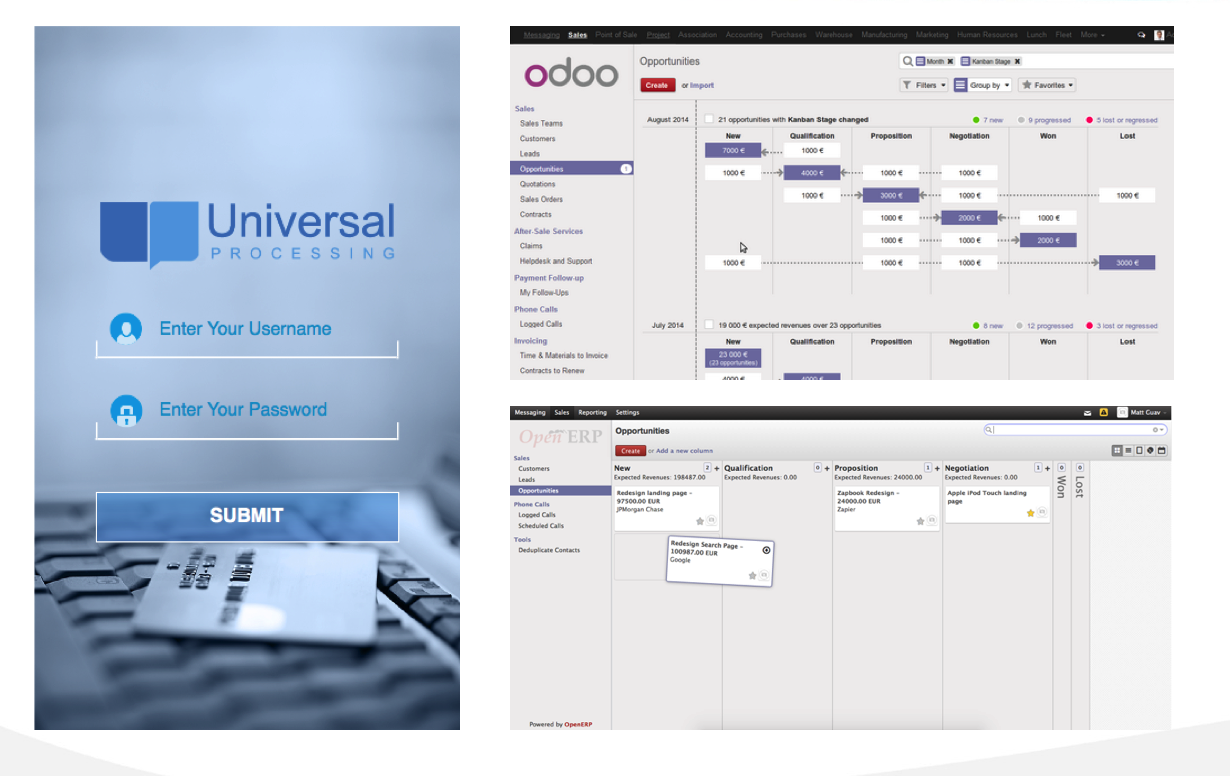 Universal
PROCESSING
Enter Your Username
Enter Your Password
SUBMIT
Messaging Sales Point of Sale Project Association Accounting Purchases Warehouse Manufacturing Marketing Human Resources Lunch Fleet More
odoo
Opportunities
Month Kanban Stage
Create or Import
Filters Group by Favorites
Sales
Sales Teams
Customers
Leads
Opportunities 1
Quotations
Sales Orders
Contracts
After-Sale Services
Claims
Helpdesk and Support
Payment Follow-up
My Follow-Ups
Phone Calls
Logged Calls
Invoicing
Time & Materials to Invoice
Contracts to Renew
August 2014 21 opportunities with Kanban Stage changed 7 new 9 progressed 5 lost or regressed
New Qualification Proposition Negotiation Won Lost
7000 € 1000 €
1000 € 4000 € 1000 € 1000 €
1000 € 3000 € 1000 € 1000 €
1000 € 2000 € 1000 €
1000 € 1000 € 2000 €
1000 € 1000 € 1000 € 3000 €
July 2014 19 000 € expected revenues over 23 opportunities 8 new 12 progressed 3 lost or regressed
New Qualification Proposition Negotiation Won Lost
23 000 €
(23 opportunities)
4000 € 4000 €
Messaging Sales Reporting Settings Matt Cuav
Open ERP
Opportunities
Create or Add a new column
Sales
Customers
Leads
Opportunities
Phone Calls
Logged Calls
Scheduled Calls
Tools
Deduplicate Contacts
New 2 + Qualification 0 + Proposition 1 + Negotiation 1 + 0 Won 0 Lost
Expected Revenues: 198487.00 Expected Revenues: 0.00 Expected Revenues: 24000.00 Expected Revenues: 0.00
Redesign landing page -
97500.00 EUR
JPMorgan Chase
Zapbook Redesign -
24000.00 EUR
Zapier
Apple iPod Touch landing
page
Redesign Search Page -
100987.00 EUR
Google
Powered by OpenERP